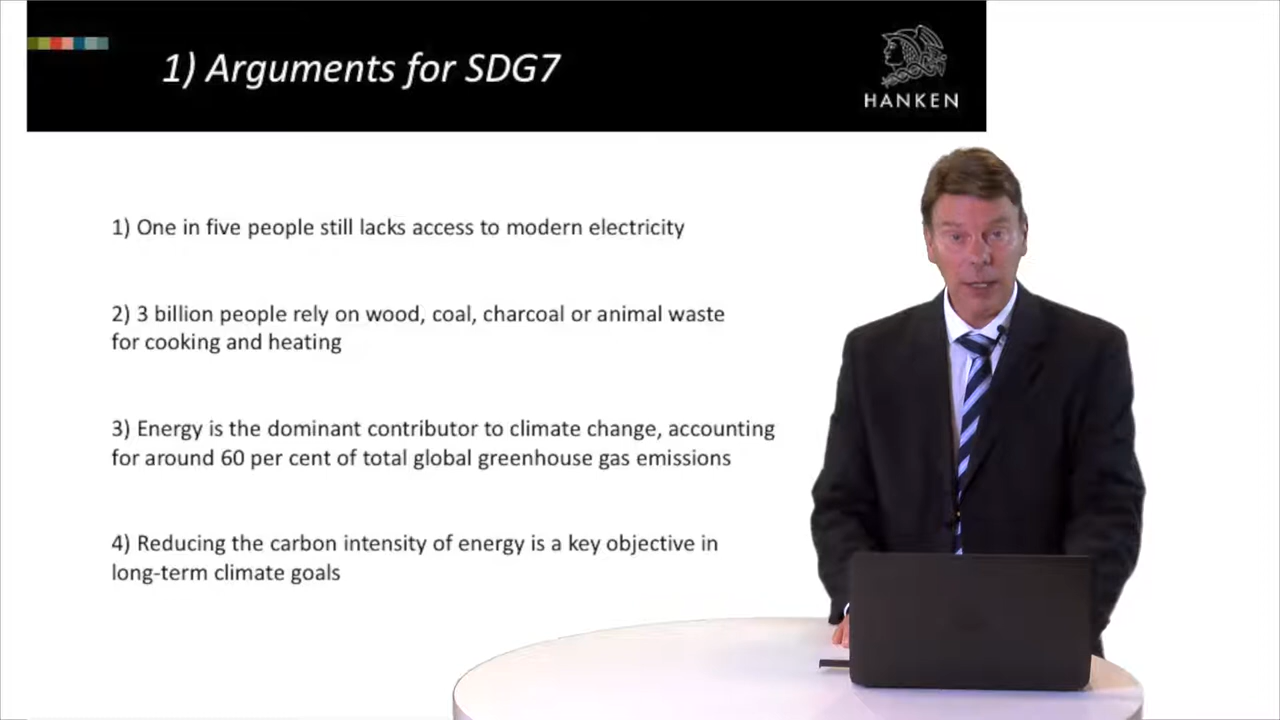 1) Arguments for SDG7
HANKEN
1) One in five people still lacks access to modern electricity
2) 3 billion people rely on wood, coal, charcoal or animal waste
for cooking and heating
3) Energy is the dominant contributor to climate change, accounting
for around 60 per cent of total global greenhouse gas emissions
4) Reducing the carbon intensity of energy is a key objective in
long-term climate goals